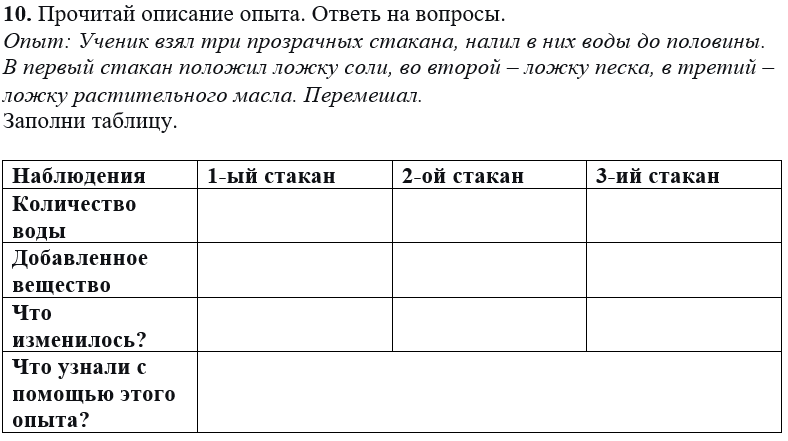 10. Прочитай описание опыта. Ответь на вопросы.
Опыт: Ученик взял три прозрачных стакана, налил в них воды до половины.
В первый стакан положил ложку соли, во второй – ложку песка, в третий –
ложку растительного масла. Перемешал.
Заполни таблицу.
Наблюдения 1-ый стакан 2-ой стакан 3-ий стакан
Количество
воды
Добавленное
вещество
Что
изменилось?
Что узнали с
помощью этого
опыта?